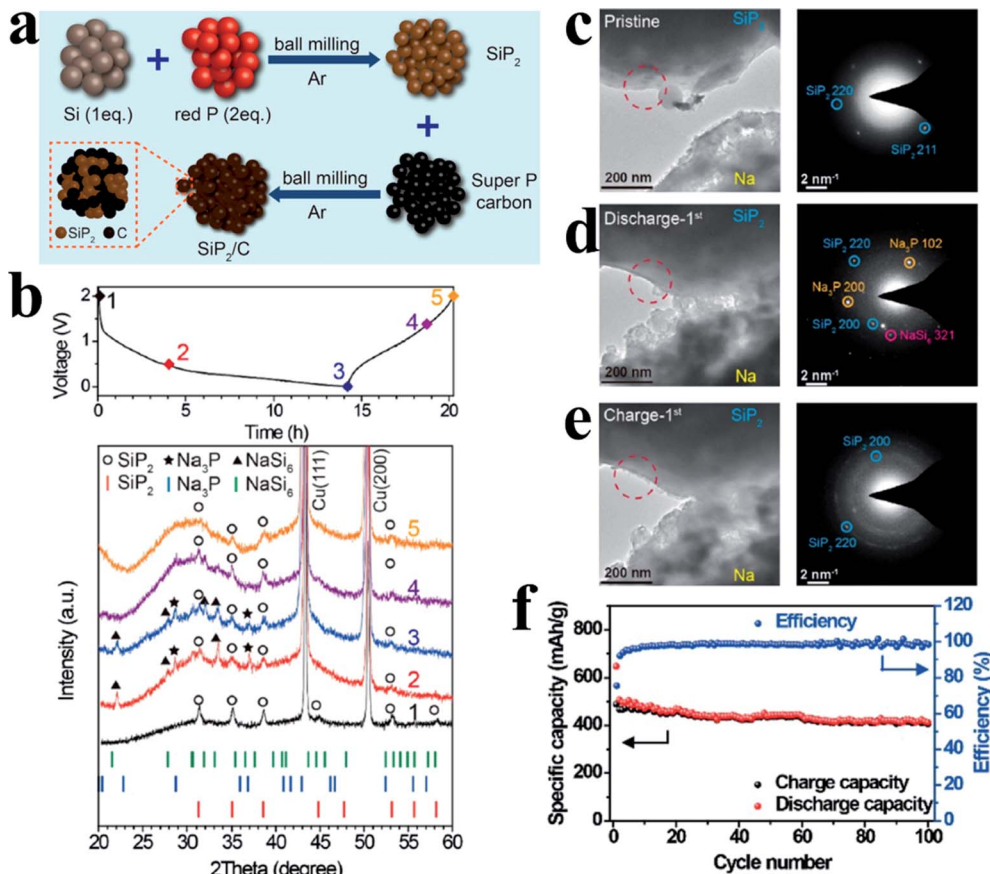 a
Si (1eq.)
+
red P (2eq.)
ball milling
Ar
SiP2
+
Super P
carbon
ball milling
Ar
SiP2/C
SiP2 C
b
Voltage (V)
2
1
0
1
2
3
4
5
0 5 10 15 20
Time (h)
SiP2 Na3P NaSi6
SiP2 Na3P NaSi6
Cu(111)
Cu(200)
5
4
3
2
1
Intensity (a.u.)
20 25 30 35 40 45 50 55 60
2Theta (degree)
c
Pristine
SiP2
200 nm
Na
SiP2 220
SiP2 211
2 nm-1
d
Discharge-1st
SiP2
200 nm
Na
SiP2 220
Na3P 102
Na3P 200
SiP2 200
NaSi6 321
2 nm-1
e
Charge-1st
SiP2
200 nm
Na
SiP2 200
SiP2 220
2 nm-1
f
Specific capacity (mAh/g)
800
600
400
200
0
Efficiency
Charge capacity
Discharge capacity
120
100
80
60
40
20
0
Efficiency (%)
0 20 40 60 80 100
Cycle number